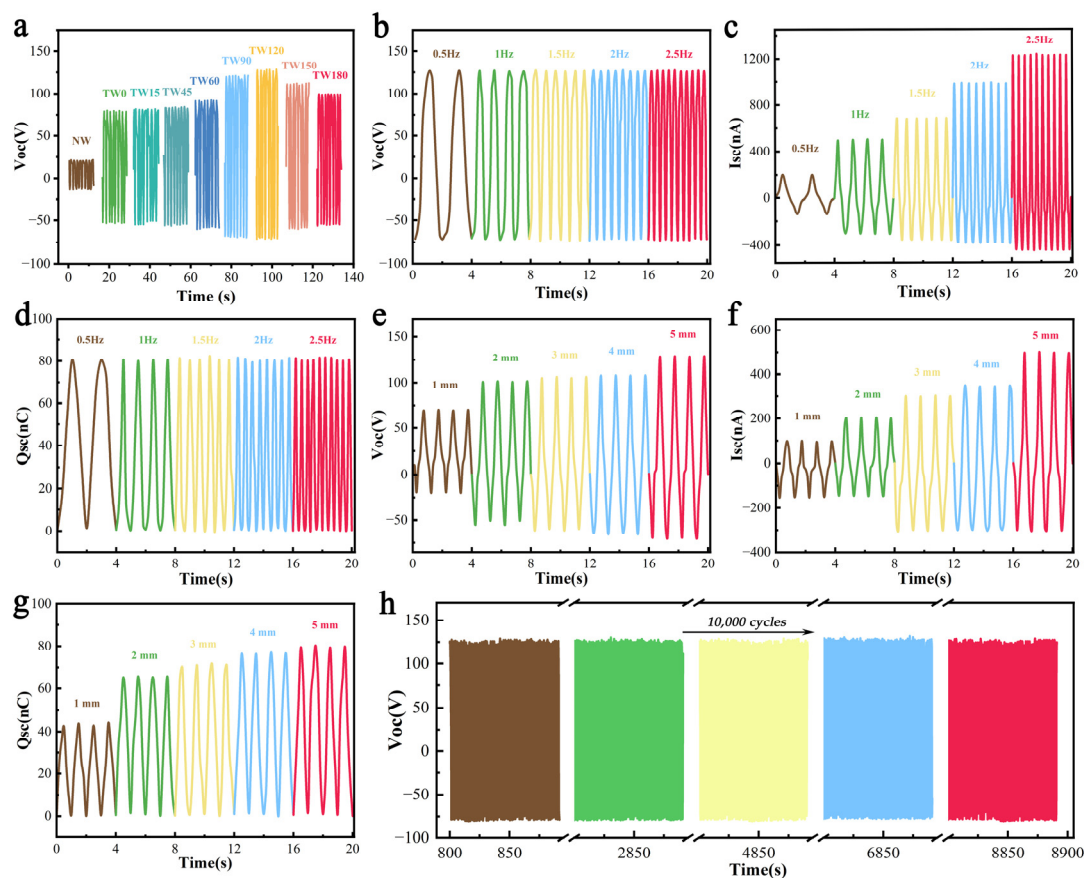 a
Voc(V)
150
100
50
0
−50
−100
NW
TW0
TW15
TW45
TW60
TW90
TW120
TW150
TW180
0 20 40 60 80 100 120 140
Time (s)
b
Voc(V)
150
100
50
0
−50
−100
0.5Hz 1Hz 1.5Hz 2Hz 2.5Hz
0 4 8 12 16 20
Time(s)
c
Isc(nA)
1200
800
400
0
−400
0.5Hz
1Hz
1.5Hz
2Hz
2.5Hz
0 4 8 12 16 20
Time(s)
d
Qsc(nC)
100
80
60
40
20
0
0.5Hz 1Hz 1.5Hz 2Hz 2.5Hz
0 4 8 12 16 20
Time(s)
e
Voc(V)
150
100
50
0
−50
1 mm
2 mm
3 mm
4 mm
5 mm
0 4 8 12 16 20
Time(s)
f
Isc(nA)
600
400
200
0
−200
−400
1 mm
2 mm
3 mm
4 mm
5 mm
0 4 8 12 16 20
Time(s)
g
Qsc(nC)
100
80
60
40
20
0
1 mm
2 mm
3 mm
4 mm
5 mm
0 4 8 12 16 20
Time(s)
h
Voc(V)
150
100
50
0
−50
−100
10,000 cycles
800 850 2850 4850 6850 8850 8900
Time(s)